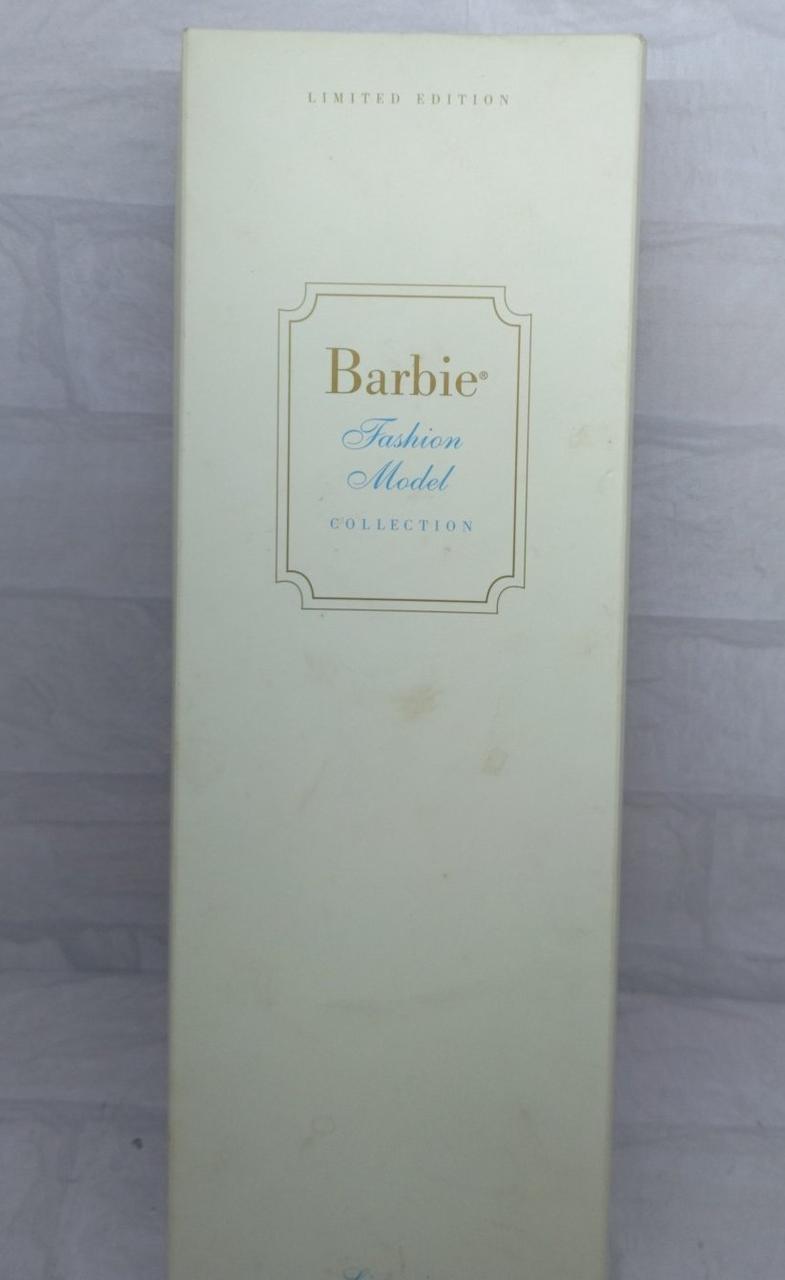 LIMITED EDITION
Barbie®
Fashion
Model
COLLECTION